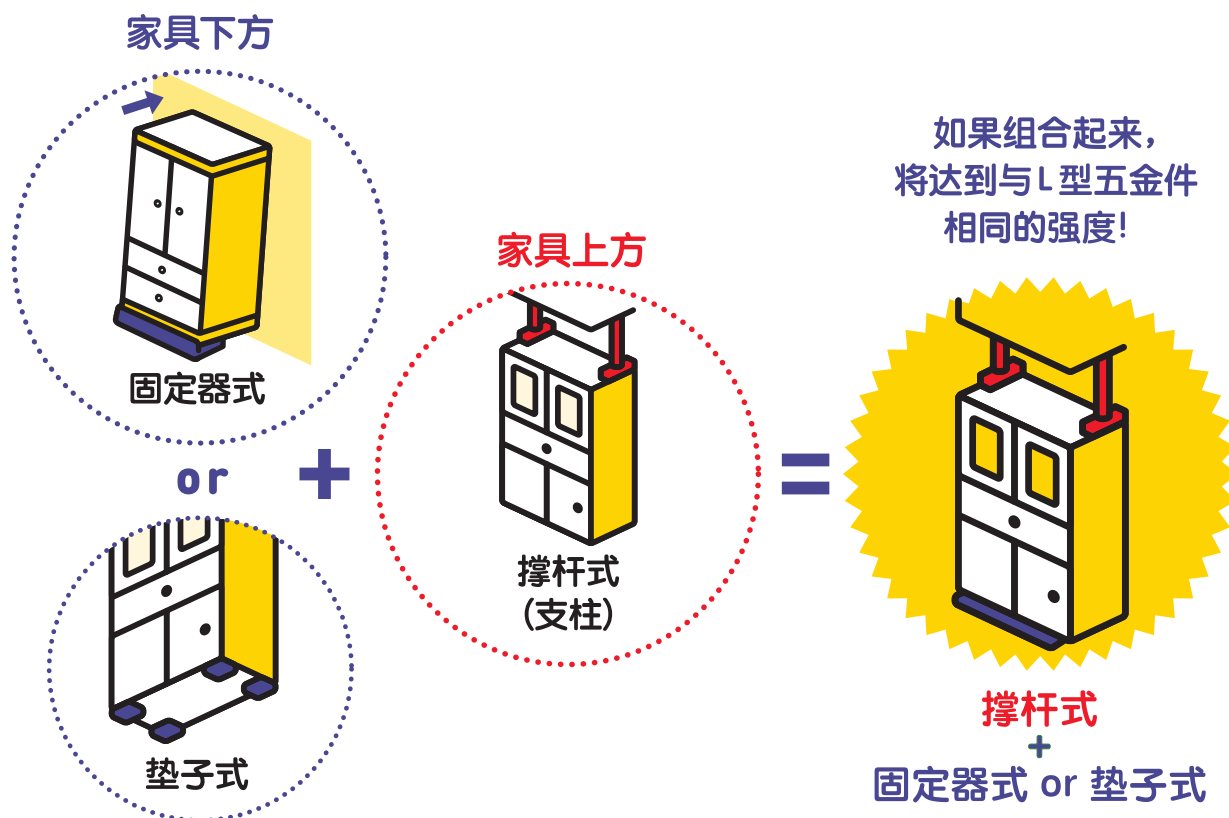 家具下方
固定器式
or
垫子式
+
家具上方
撑杆式
(支柱)
=
如果组合起来，
将达到与L型五金件
相同的强度!
撑杆式
+
固定器式 or 垫子式